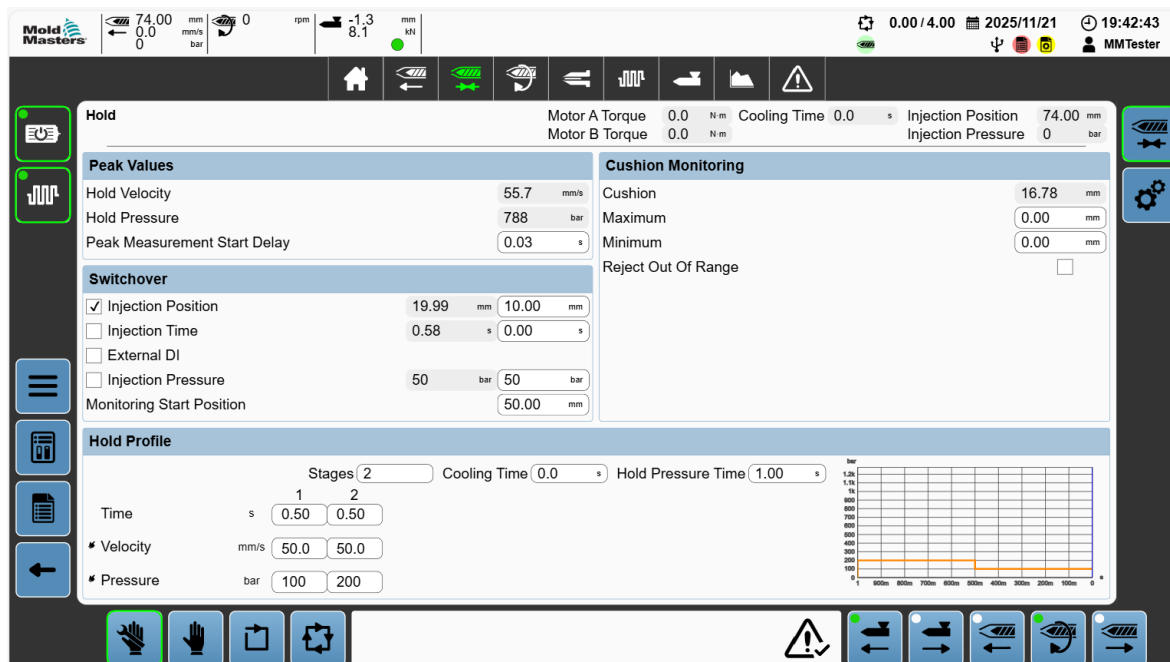 Mold Masters
74.00 mm
0.0 mm/s
0 bar
0 rpm
-1.3 mm
8.1 kN
0.00 / 4.00 2025/11/21 19:42:43
MMTester
Hold
Motor A Torque 0.0 N·m Cooling Time 0.0 s Injection Position 74.00 mm
Motor B Torque 0.0 N·m Injection Pressure 0 bar
Peak Values
Hold Velocity 55.7 mm/s
Hold Pressure 788 bar
Peak Measurement Start Delay 0.03 s
Cushion Monitoring
Cushion 16.78 mm
Maximum 0.00 mm
Minimum 0.00 mm
Reject Out Of Range
Switchover
Injection Position 19.99 mm 10.00 mm
Injection Time 0.58 s 0.00 s
External DI
Injection Pressure 50 bar 50 bar
Monitoring Start Position 50.00 mm
Hold Profile
Stages 2 Cooling Time 0.0 s Hold Pressure Time 1.00 s
1 2
Time s 0.50 0.50
Velocity mm/s 50.0 50.0
Pressure bar 100 200
bar
1.2k
1.1k
1k
900
800
700
600
500
400
300
200
100
0
1 900m 800m 700m 600m 500m 400m 300m 200m 100m 0 s